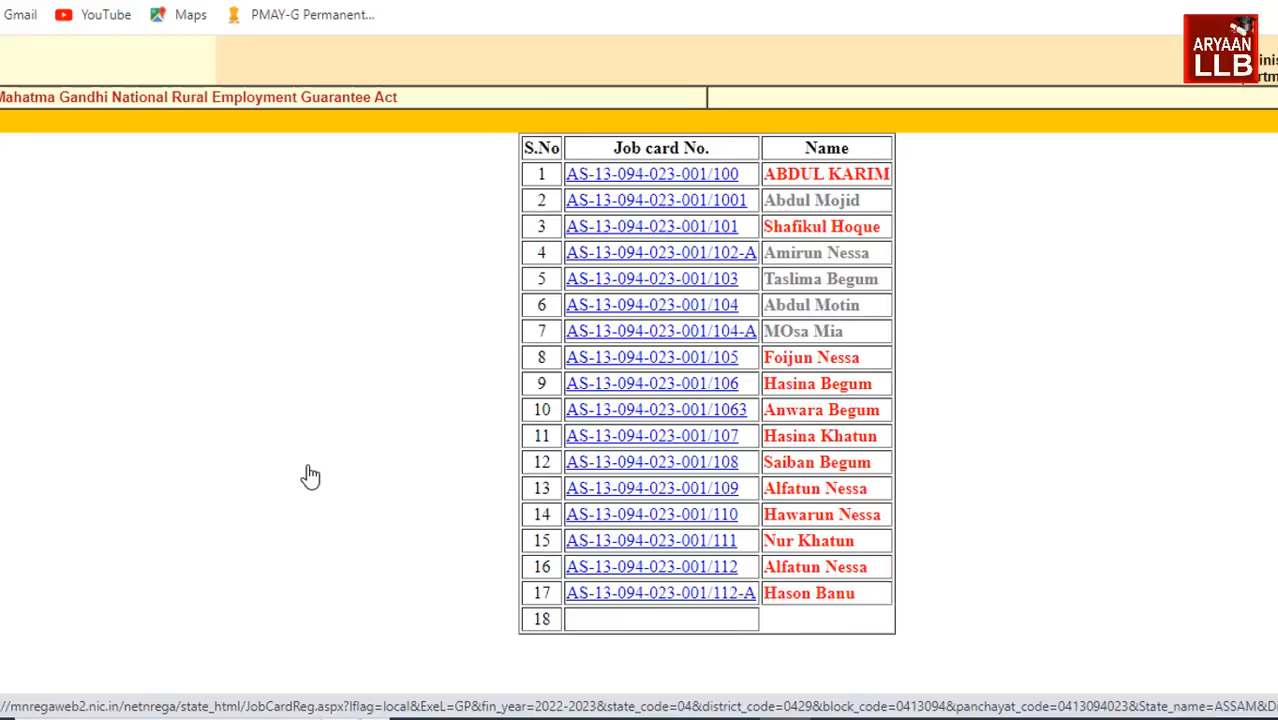 Gmail YouTube Maps PMAY-G Permanent...
ARYAAN
LLB
Mahatma Gandhi National Rural Employment Guarantee Act
S.No Job card No. Name
1 AS-13-094-023-001/100 ABDUL KARIM
2 AS-13-094-023-001/1001 Abdul Mojid
3 AS-13-094-023-001/101 Shafikul Hoque
4 AS-13-094-023-001/102-A Amirun Nessa
5 AS-13-094-023-001/103 Taslima Begum
6 AS-13-094-023-001/104 Abdul Motin
7 AS-13-094-023-001/104-A MOsa Mia
8 AS-13-094-023-001/105 Foijun Nessa
9 AS-13-094-023-001/106 Hasina Begum
10 AS-13-094-023-001/1063 Anwara Begum
11 AS-13-094-023-001/107 Hasina Khatun
12 AS-13-094-023-001/108 Saiban Begum
13 AS-13-094-023-001/109 Alfatun Nessa
14 AS-13-094-023-001/110 Hawarun Nessa
15 AS-13-094-023-001/111 Nur Khatun
16 AS-13-094-023-001/112 Alfatun Nessa
17 AS-13-094-023-001/112-A Hason Banu
18
//mnregaweb2.nic.in/netnrega/state_html/JobCardReg.aspx?lflag=local&ExeL=GP&fin_year=2022-2023&state_code=04&district_code=0429&block_code=0413094&panchayat_code=0413094023&State_name=ASSAM&D